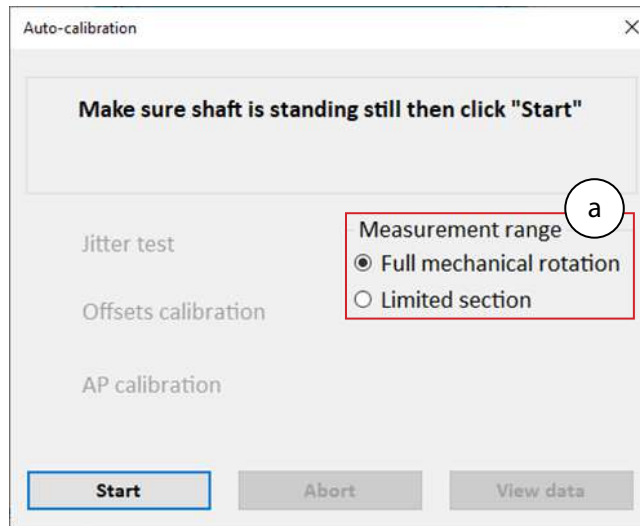 Auto-calibration
Make sure shaft is standing still then click "Start"
a
Jitter test
Measurement range
Full mechanical rotation
Limited section
Offsets calibration
AP calibration
Start
Abort
View data